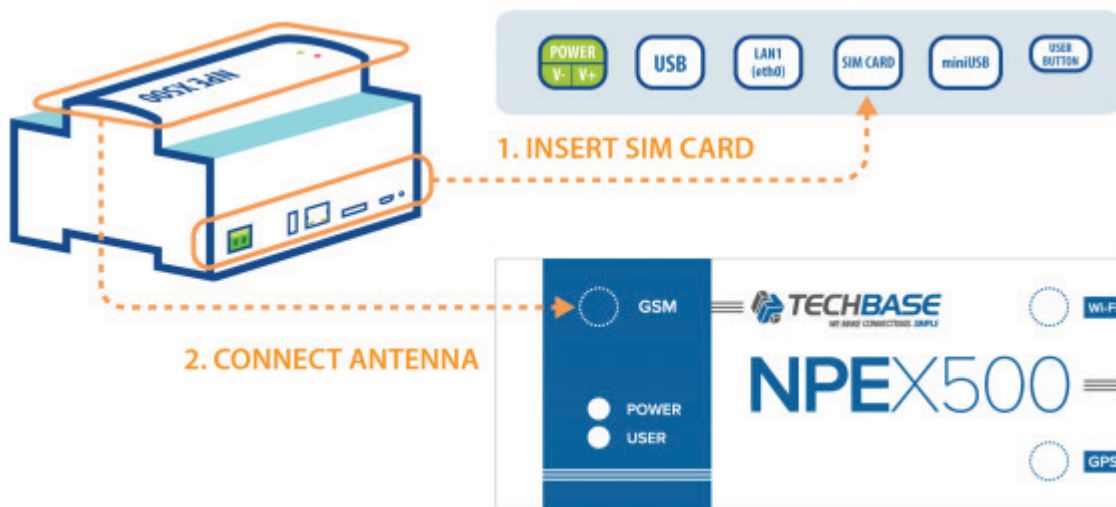 NPE X500
POWER
V- V+
USB
LAN1
(eth0)
SIM CARD
miniUSB
USER
BUTTON
1. INSERT SIM CARD
2. CONNECT ANTENNA
GSM
TECHBASE
WE MAKE CONNECTIONS. SIMPLE
WI-FI
NPEX500
POWER
USER
GPS